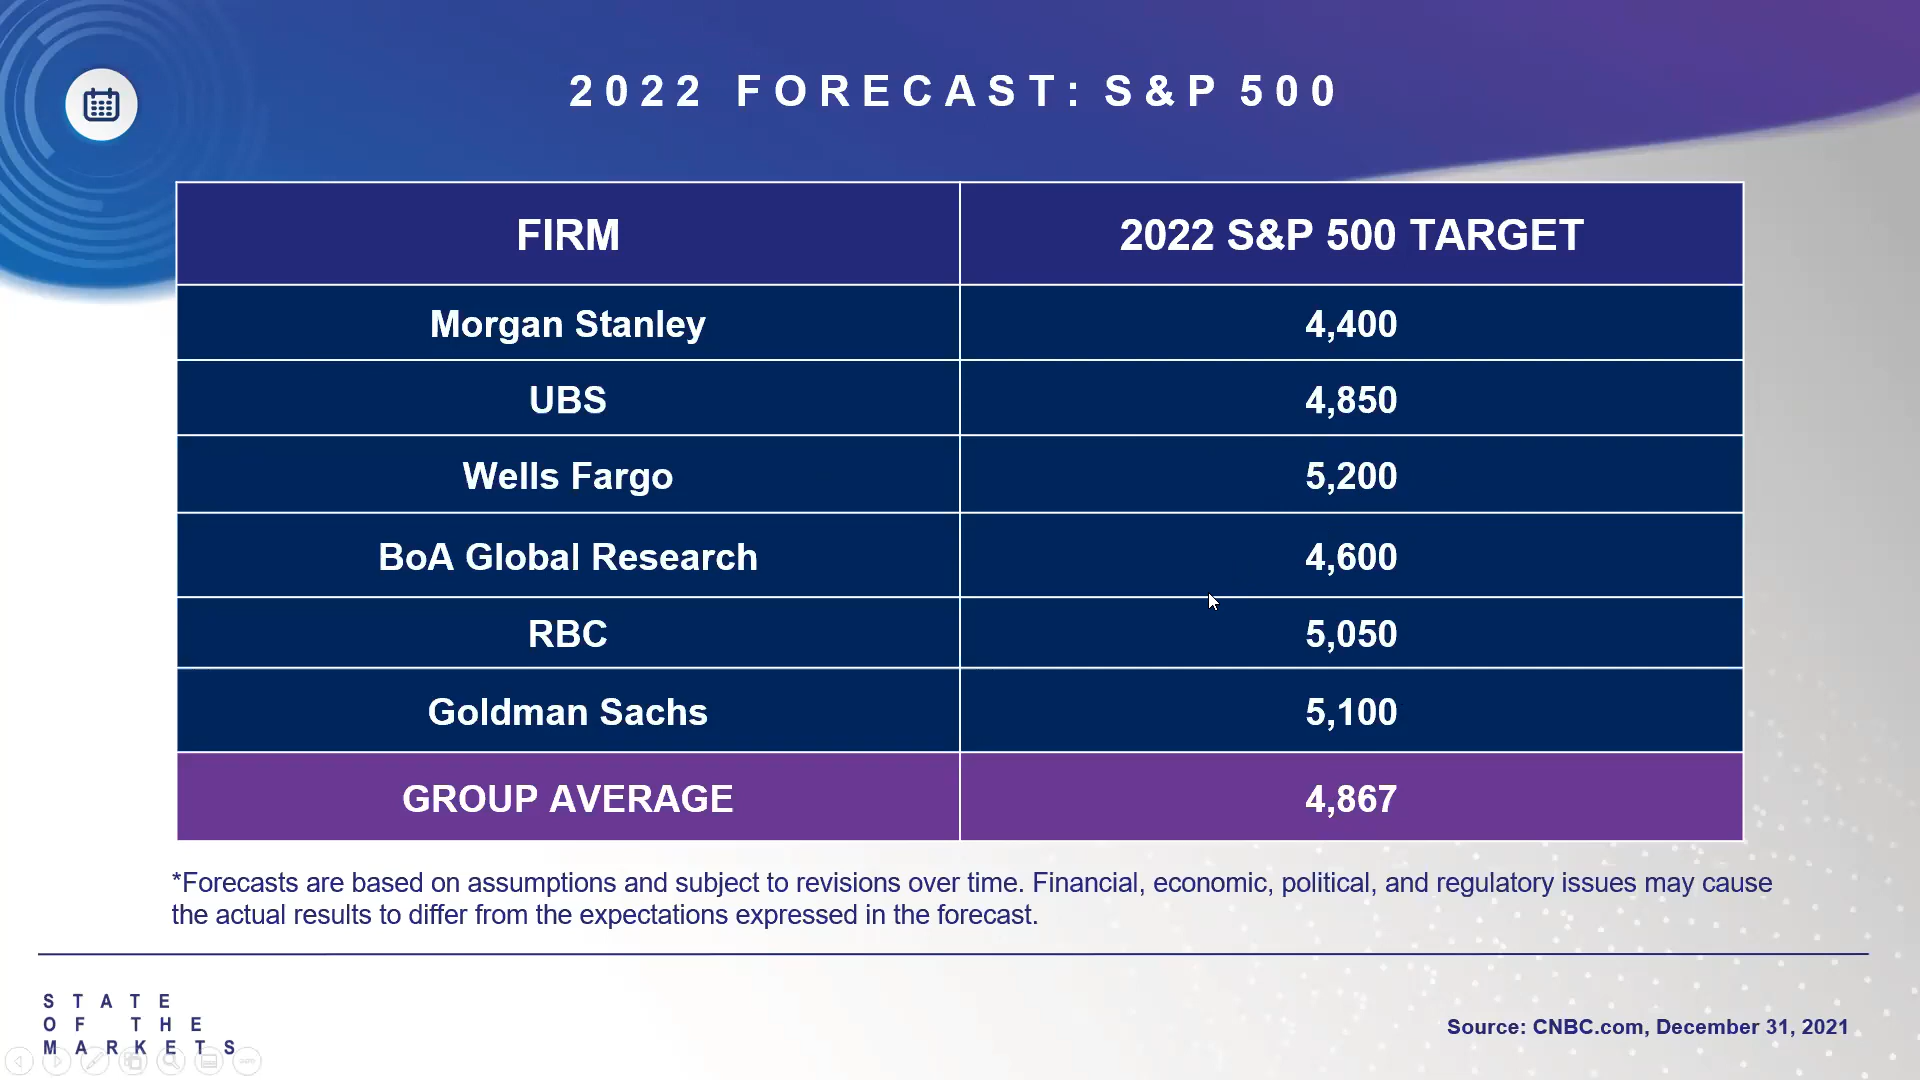 2022 FORECAST: S&P 500
FIRM
2022 S&P 500 TARGET
Morgan Stanley
4,400
UBS
4,850
Wells Fargo
5,200
BoA Global Research
4,600
RBC
5,050
Goldman Sachs
5,100
GROUP AVERAGE
4,867
*Forecasts are based on assumptions and subject to revisions over time. Financial, economic, political, and regulatory issues may cause
the actual results to differ from the expectations expressed in the forecast.
STATE
OF THE
MARKETS
Source: CNBC.com, December 31, 2021